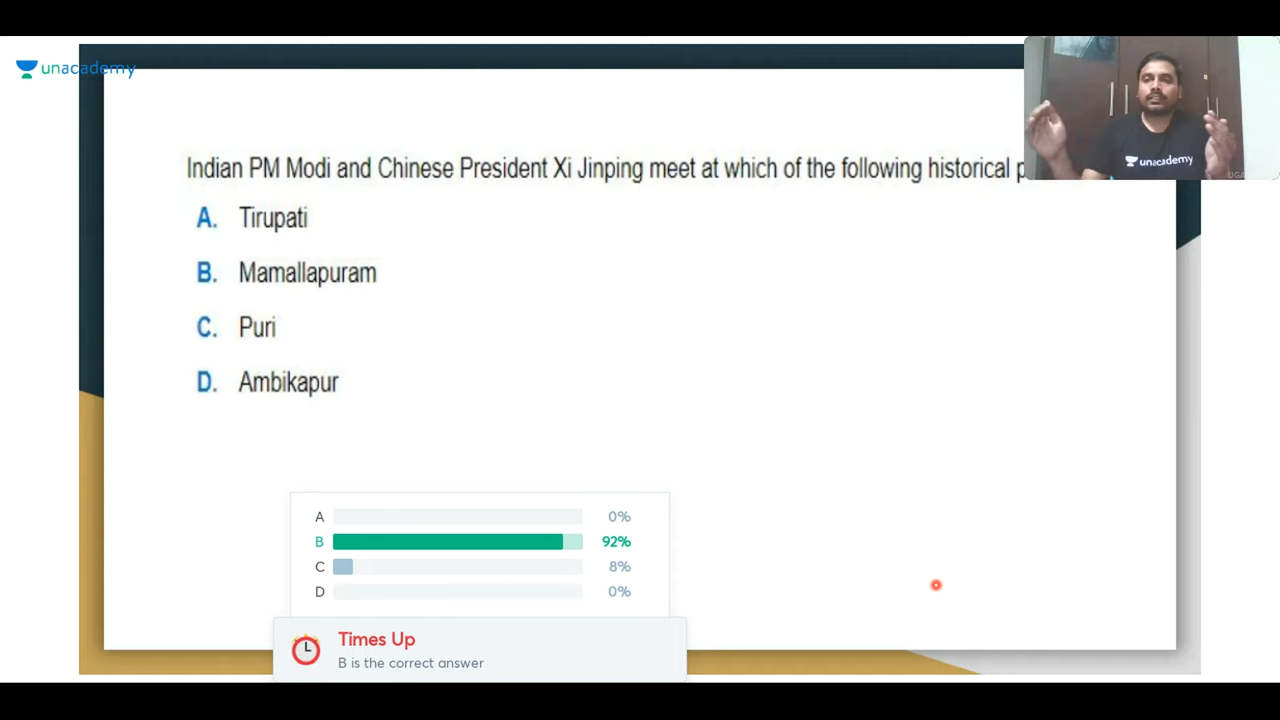 unacademy
Indian PM Modi and Chinese President Xi Jinping meet at which of the following historical
A. Tirupati
B. Mamallapuram
C. Puri
D. Ambikapur
unacademy
A 0%
B 92%
C 8%
D 0%
Times Up
B is the correct answer